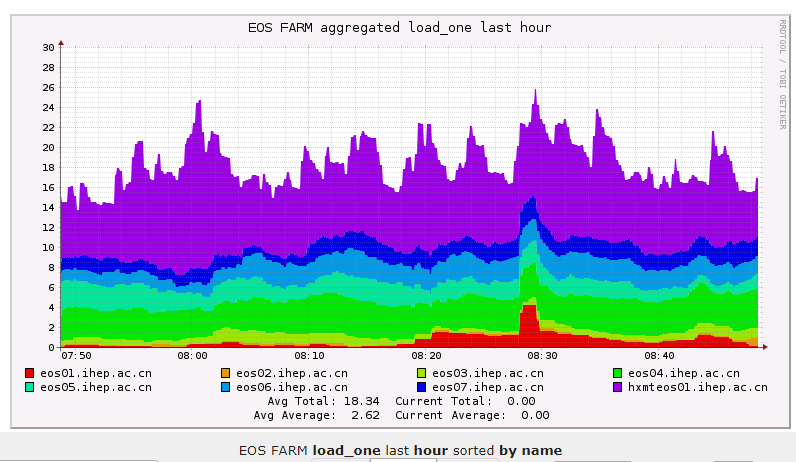 EOS FARM aggregated load_one last hour
RRDTOOL / TOBI OETIKER
30
28
26
24
22
20
18
16
14
12
10
8
6
4
2
0
07:50 08:00 08:10 08:20 08:30 08:40
eos01.ihep.ac.cn eos02.ihep.ac.cn eos03.ihep.ac.cn eos04.ihep.ac.cn
eos05.ihep.ac.cn eos06.ihep.ac.cn eos07.ihep.ac.cn hxmteos01.ihep.ac.cn
Avg Total: 18.34 Current Total: 0.00
Avg Average: 2.62 Current Average: 0.00
EOS FARM load_one last hour sorted by name